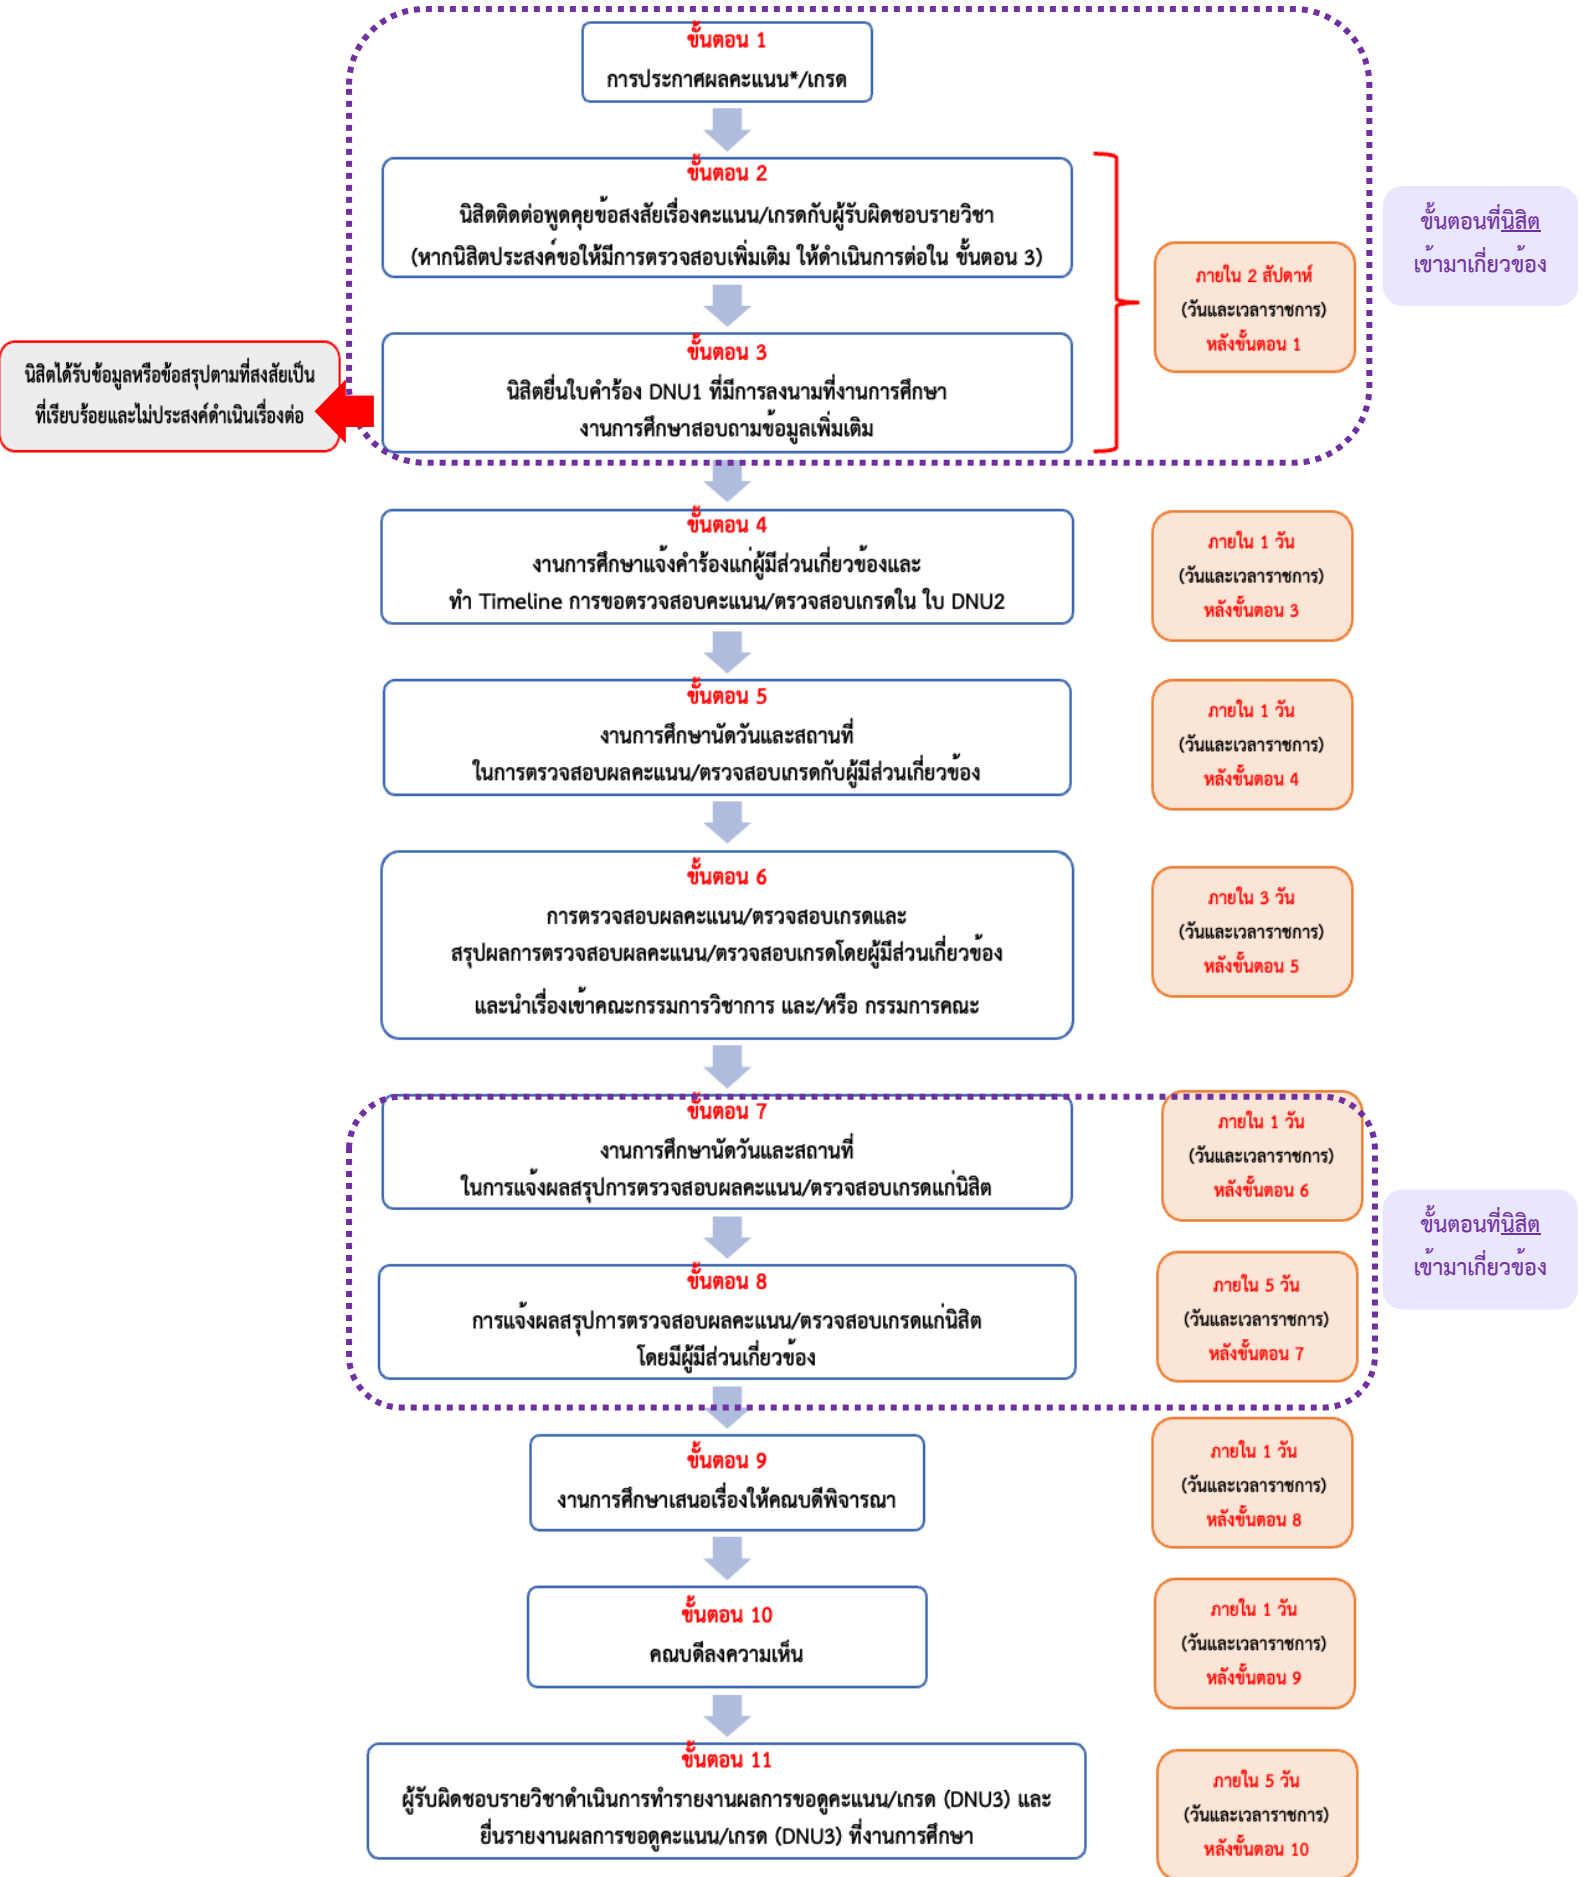 ขั้นตอน 1
การประกาศผลคะแนน*/เกรด
ขั้นตอน 2
นิสิตติดต่อพูดคุยข้อสงสัยเรื่องคะแนน/เกรดกับผู้รับผิดชอบรายวิชา
(หากนิสิตประสงค์ขอให้มีการตรวจสอบเพิ่มเติม ให้ดำเนินการต่อใน ขั้นตอน 3)
ขั้นตอนที่นิสิต
เข้ามาเกี่ยวข้อง
ภายใน 2 สัปดาห์
(วันและเวลาราชการ)
หลังขั้นตอน 1
ขั้นตอน 3
นิสิตยื่นใบคำร้อง DNU1 ที่มีการลงนามที่งานการศึกษา
งานการศึกษาสอบถามข้อมูลเพิ่มเติม
นิสิตได้รับข้อมูลหรือข้อสรุปตามที่สงสัยเป็น
ที่เรียบร้อยและไม่ประสงค์ดำเนินเรื่องต่อ
ขั้นตอน 4
งานการศึกษาแจ้งคำร้องแก่ผู้มีส่วนเกี่ยวข้องและ
ทำ Timeline การขอตรวจสอบคะแนน/ตรวจสอบเกรดใน ใบ DNU2
ภายใน 1 วัน
(วันและเวลาราชการ)
หลังขั้นตอน 3
ขั้นตอน 5
งานการศึกษานัดวันและสถานที่
ในการตรวจสอบผลคะแนน/ตรวจสอบเกรดกับผู้มีส่วนเกี่ยวข้อง
ภายใน 1 วัน
(วันและเวลาราชการ)
หลังขั้นตอน 4
ขั้นตอน 6
การตรวจสอบผลคะแนน/ตรวจสอบเกรดและ
สรุปผลการตรวจสอบผลคะแนน/ตรวจสอบเกรดโดยผู้มีส่วนเกี่ยวข้อง
และนำเรื่องเข้าคณะกรรมการวิชาการ และ/หรือ กรรมการคณะ
ภายใน 3 วัน
(วันและเวลาราชการ)
หลังขั้นตอน 5
ขั้นตอน 7
งานการศึกษานัดวันและสถานที่
ในการแจ้งผลสรุปการตรวจสอบผลคะแนน/ตรวจสอบเกรดแก่นิสิต
ภายใน 1 วัน
(วันและเวลาราชการ)
หลังขั้นตอน 6
ขั้นตอนที่นิสิต
เข้ามาเกี่ยวข้อง
ขั้นตอน 8
การแจ้งผลสรุปการตรวจสอบผลคะแนน/ตรวจสอบเกรดแก่นิสิต
โดยมีผู้มีส่วนเกี่ยวข้อง
ภายใน 5 วัน
(วันและเวลาราชการ)
หลังขั้นตอน 7
ขั้นตอน 9
งานการศึกษาเสนอเรื่องให้คณบดีพิจารณา
ภายใน 1 วัน
(วันและเวลาราชการ)
หลังขั้นตอน 8
ขั้นตอน 10
คณบดีลงความเห็น
ภายใน 1 วัน
(วันและเวลาราชการ)
หลังขั้นตอน 9
ขั้นตอน 11
ผู้รับผิดชอบรายวิชาดำเนินการทำรายงานผลการขอดูคะแนน/เกรด (DNU3) และ
ยื่นรายงานผลการขอดูคะแนน/เกรด (DNU3) ที่งานการศึกษา
ภายใน 5 วัน
(วันและเวลาราชการ)
หลังขั้นตอน 10